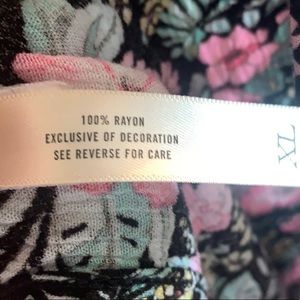 100% RAYON
EXCLUSIVE OF DECORATION
SEE REVERSE FOR CARE
XL